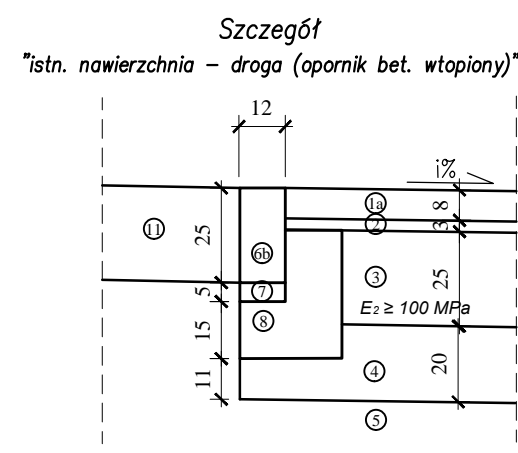 Szczegół
"istn. nawierzchnia – droga (opornik bet. wtopiony)"
12
i%
1a
8
2
3
11
25
6b
3
25
7
5
E2 ≥ 100 MPa
8
15
4
20
11
5